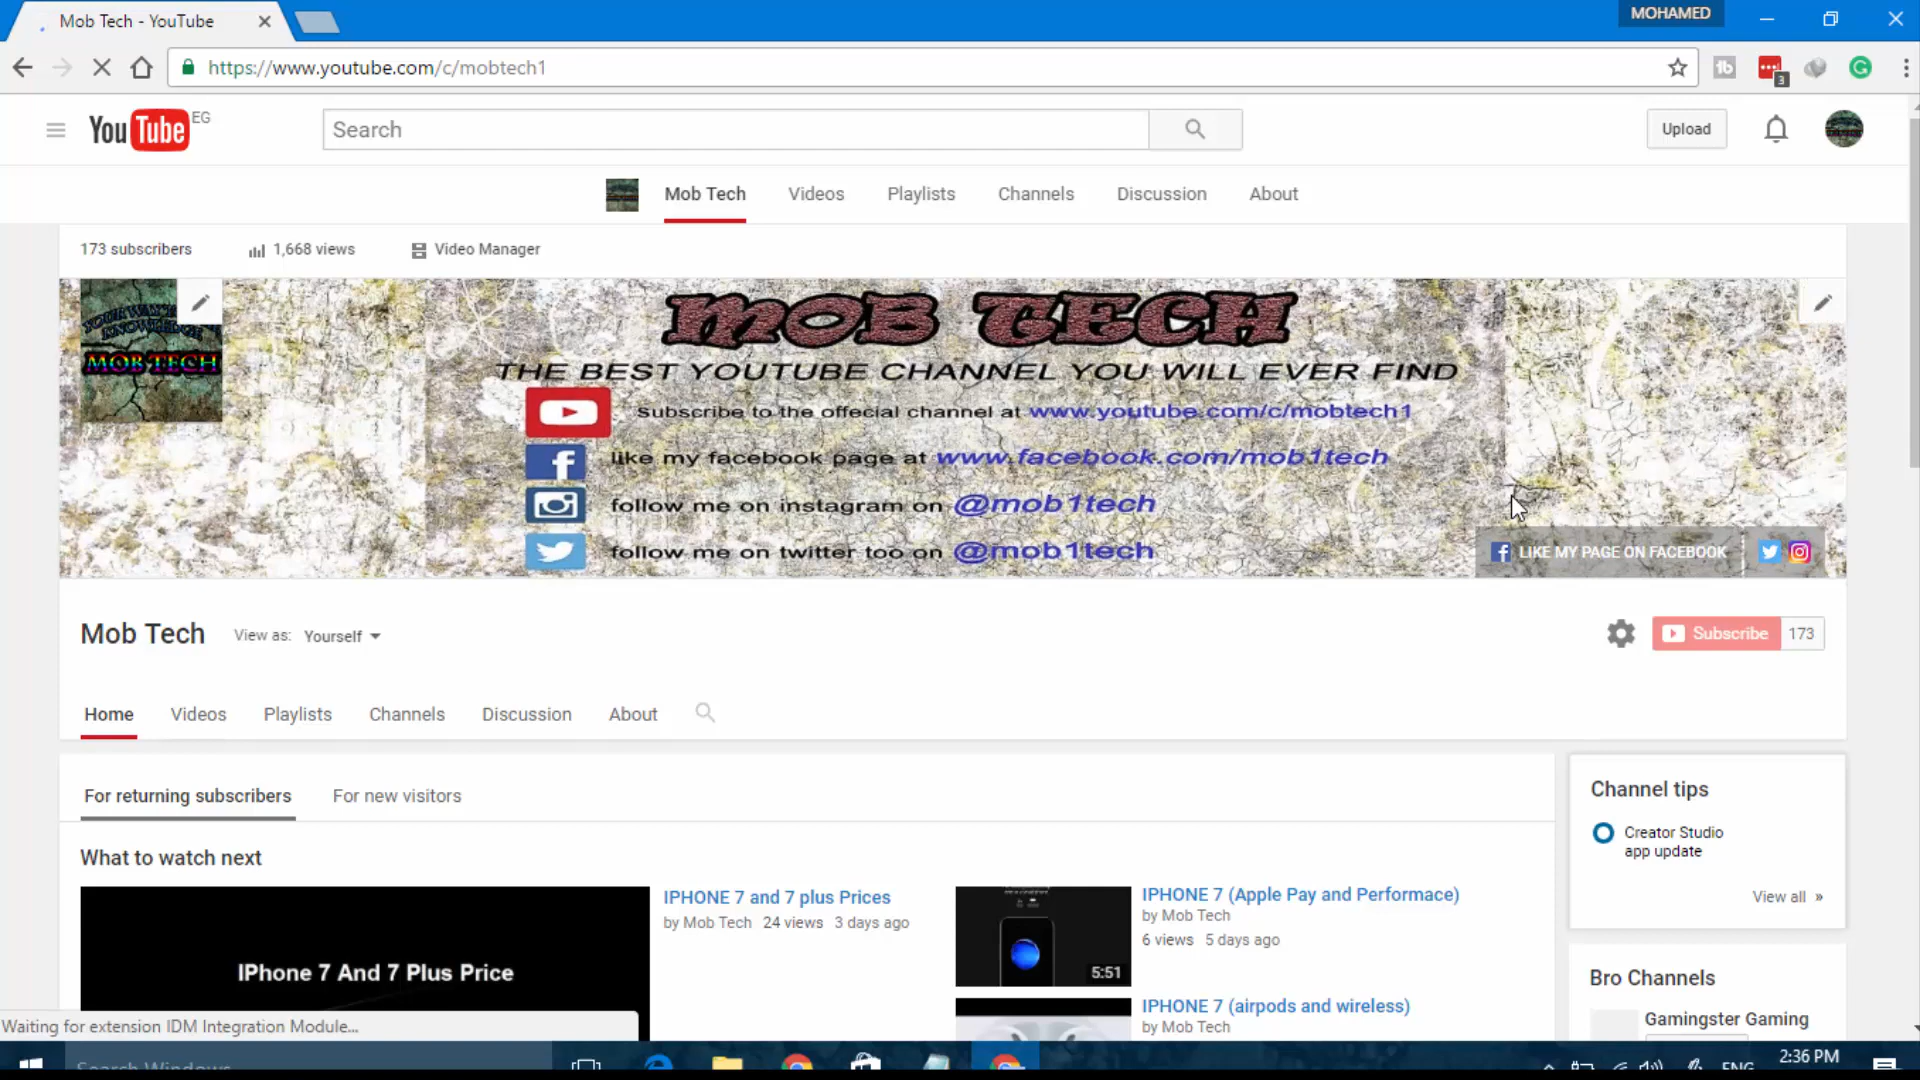 Mob Tech - YouTube
MOHAMED
https://www.youtube.com/c/mobtech1
3
YouTube EG
Search
Upload
Mob Tech Videos Playlists Channels Discussion About
173 subscribers 1,668 views Video Manager
YOUR WAY TO
KNOWLEDGE
MOB TECH
MOB TECH
THE BEST YOUTUBE CHANNEL YOU WILL EVER FIND
Subscribe to the offecial channel at www.youtube.com/c/mobtech1
like my facebook page at www.facebook.com/mob1tech
follow me on instagram on @mob1tech
follow me on twitter too on @mob1tech
LIKE MY PAGE ON FACEBOOK
Mob Tech View as: Yourself
Subscribe 173
Home Videos Playlists Channels Discussion About
For returning subscribers For new visitors
What to watch next
IPhone 7 And 7 Plus Price
IPHONE 7 and 7 plus Prices
by Mob Tech 24 views 3 days ago
5:51
IPHONE 7 (Apple Pay and Performace)
by Mob Tech
6 views 5 days ago
IPHONE 7 (airpods and wireless)
by Mob Tech
Channel tips
Creator Studio
app update
View all »
Bro Channels
Gamingster Gaming
Waiting for extension IDM Integration Module...
Search Windows
ENG
2:36 PM